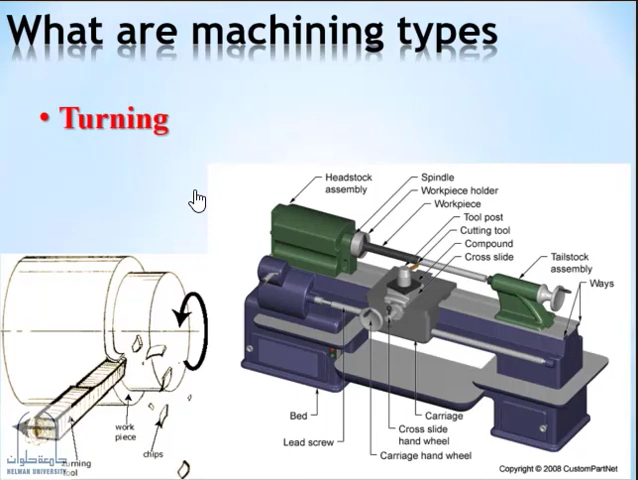 What are machining types
• Turning
Headstock
assembly
Spindle
Workpiece holder
Workpiece
Tool post
Cutting tool
Compound
Cross slide
Tailstock
assembly
Ways
Bed
Lead screw
Carriage
Cross slide
hand wheel
Carriage hand wheel
work
piece
chips
tool
جامعة حلوان
HELWAN UNIVERSITY
Copyright © 2008 CustomPartNet